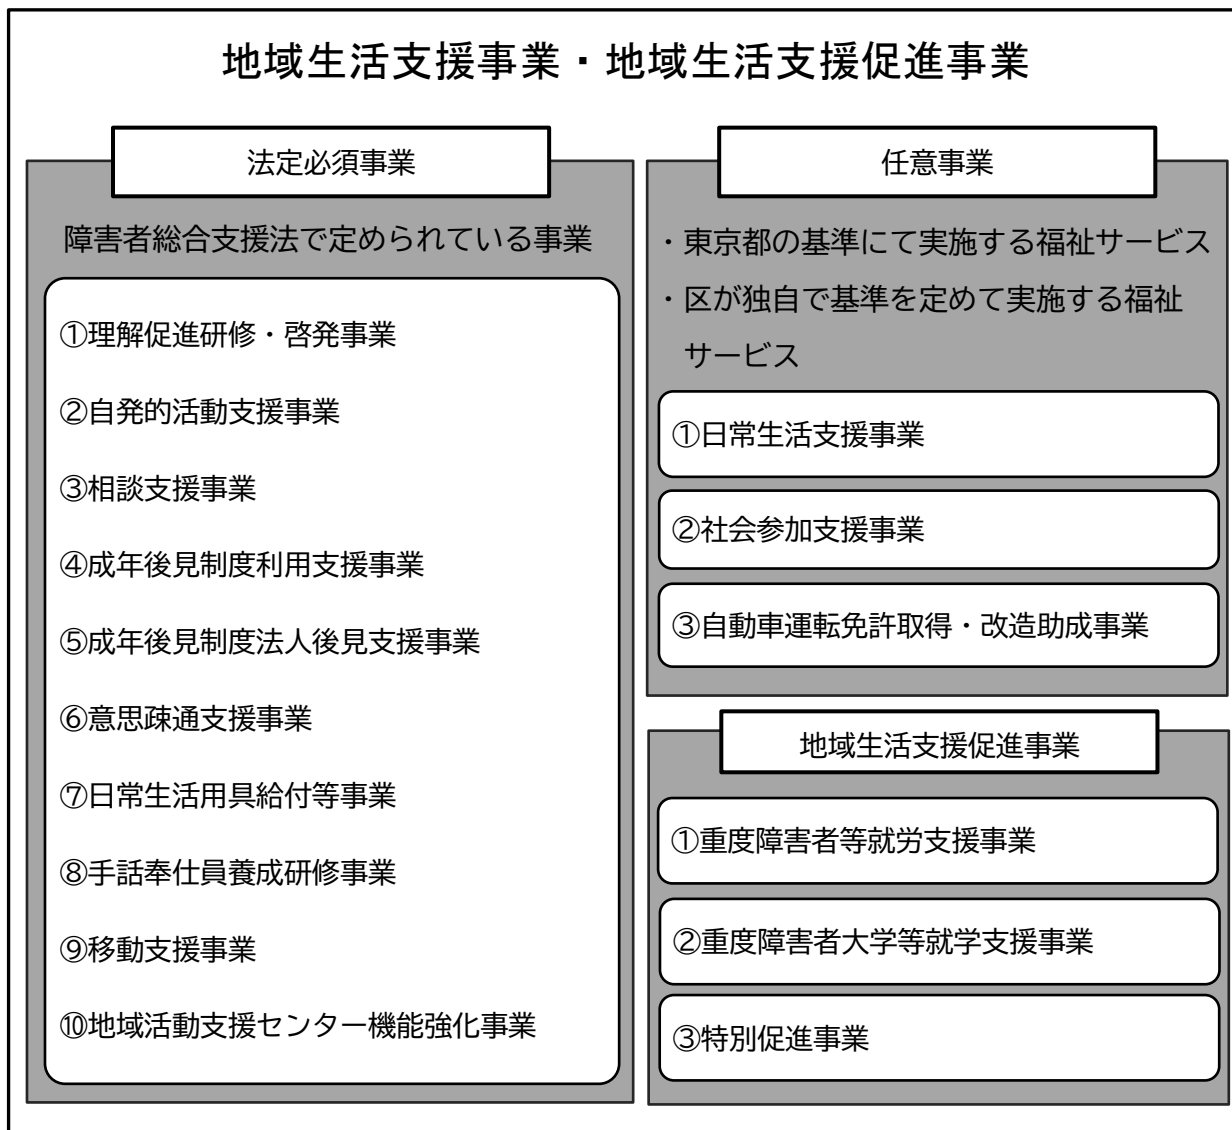 地域生活支援事業・地域生活支援促進事業
法定必須事業
障害者総合支援法で定められている事業
①理解促進研修・啓発事業
②自発的活動支援事業
③相談支援事業
④成年後見制度利用支援事業
⑤成年後見制度法人後見支援事業
⑥意思疎通支援事業
⑦日常生活用具給付等事業
⑧手話奉仕員養成研修事業
⑨移動支援事業
⑩地域活動支援センター機能強化事業
任意事業
・東京都の基準にて実施する福祉サービス
・区が独自で基準を定めて実施する福祉
サービス
①日常生活支援事業
②社会参加支援事業
③自動車運転免許取得・改造助成事業
地域生活支援促進事業
①重度障害者等就労支援事業
②重度障害者大学等就学支援事業
③特別促進事業